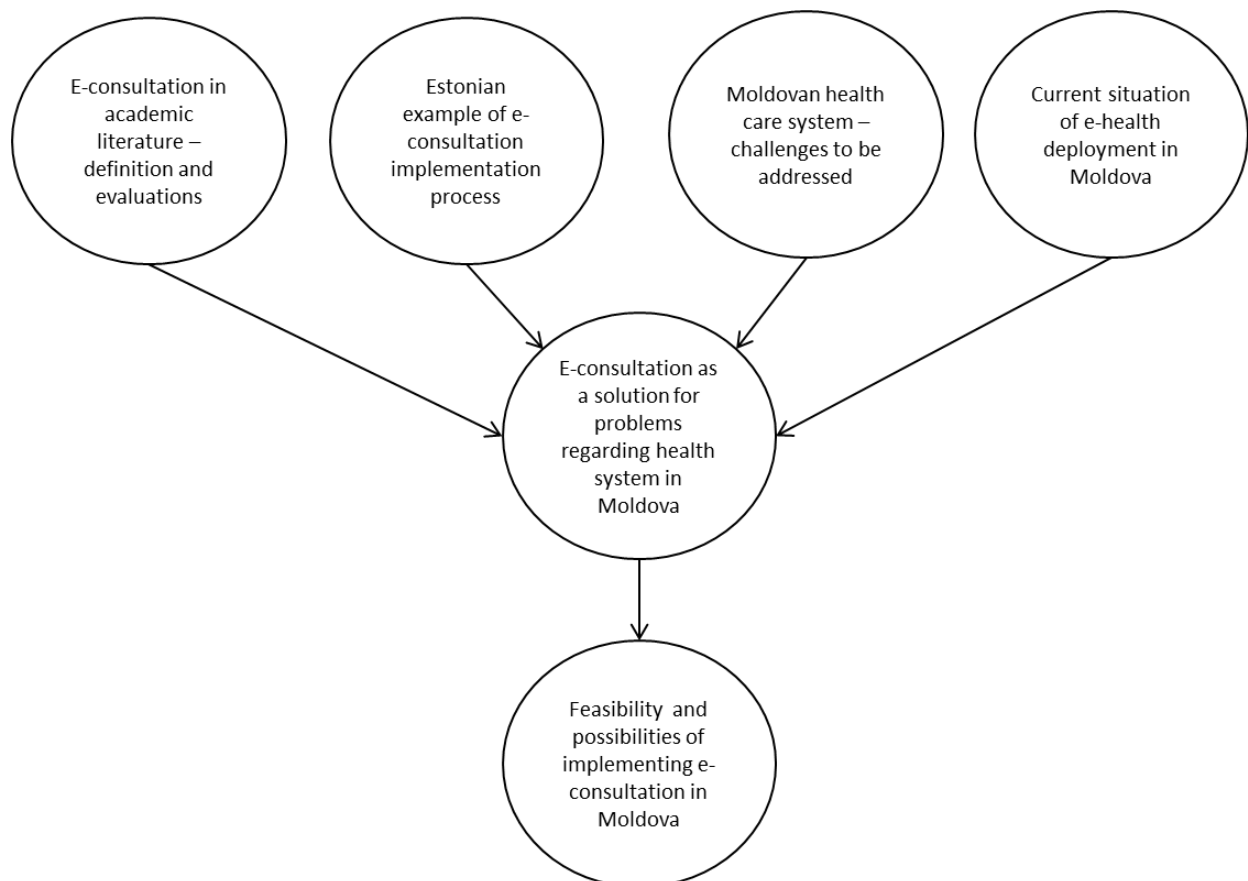 E-consultation in
academic
literature –
definition and
evaluations
Estonian
example of e-
consultation
implementation
process
Moldovan health
care system –
challenges to be
addressed
Current situation
of e-health
deployment in
Moldova
E-consultation as
a solution for
problems
regarding health
system in
Moldova
Feasibility and
possibilities of
implementing e-
consultation in
Moldova